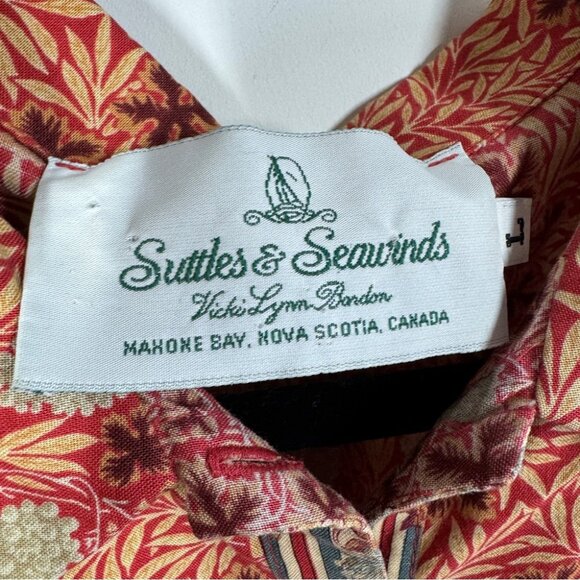 Suttles & Seawinds
Vicki Lynn Bardon
MAHONE BAY, NOVA SCOTIA, CANADA
L